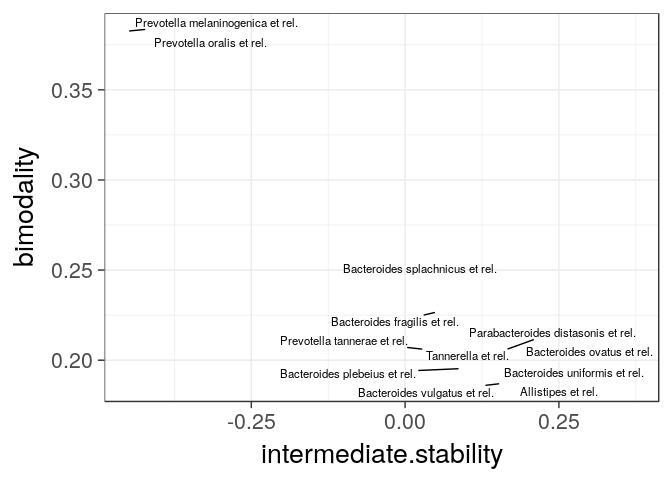 Prevotella melaninogenica et rel.
Prevotella oralis et rel.
0.35
0.30
bimodality
0.25
Bacteroides splachnicus et rel.
Bacteroides fragilis et rel.
Parabacteroides distasonis et rel.
Prevotella tannerae et rel.
Bacteroides ovatus et rel.
Tannerella et rel.
0.20
Bacteroides plebeius et rel.
Bacteroides uniformis et rel.
Bacteroides vulgatus et rel.
Allistipes et rel.
-0.25 0.00 0.25
intermediate.stability